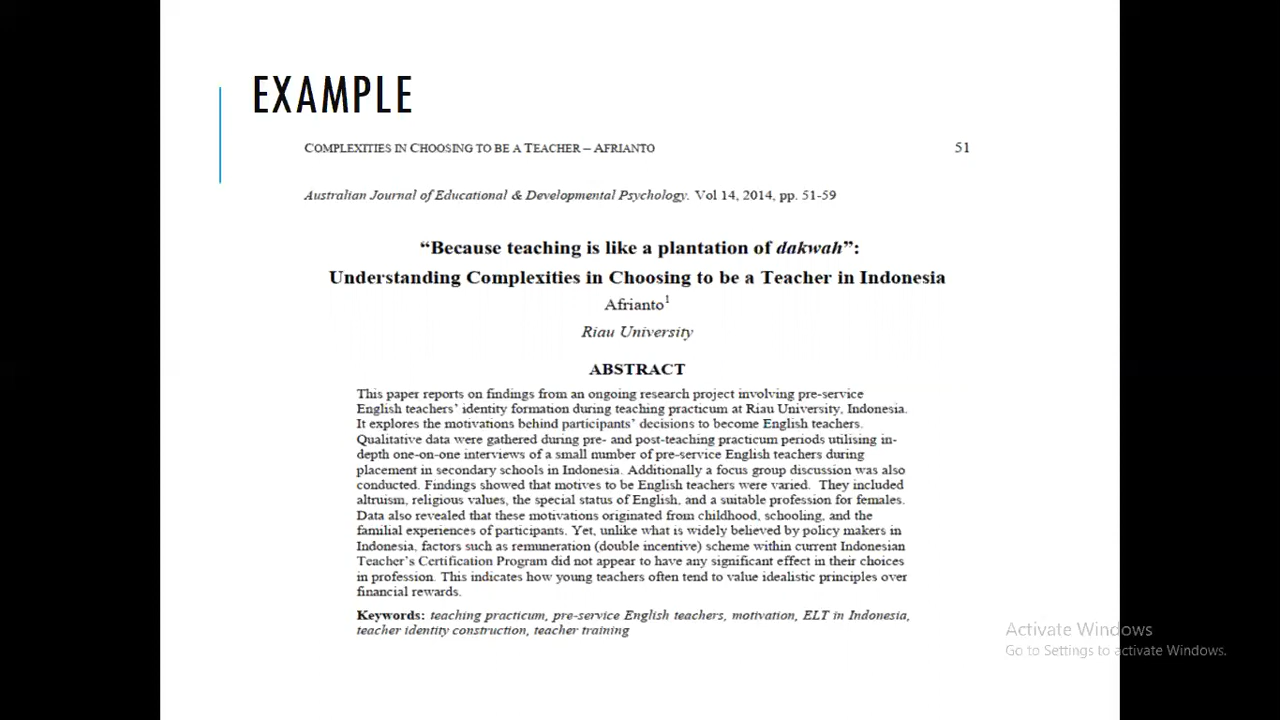 EXAMPLE
COMPLEXITIES IN CHOOSING TO BE A TEACHER – AFRIANTO 51
Australian Journal of Educational & Developmental Psychology. Vol 14, 2014, pp. 51-59
“Because teaching is like a plantation of dakwah”:
Understanding Complexities in Choosing to be a Teacher in Indonesia
Afrianto1
Riau University
ABSTRACT
This paper reports on findings from an ongoing research project involving pre-service
English teachers’ identity formation during teaching practicum at Riau University, Indonesia.
It explores the motivations behind participants’ decisions to become English teachers.
Qualitative data were gathered during pre- and post-teaching practicum periods utilising in-
depth one-on-one interviews of a small number of pre-service English teachers during
placement in secondary schools in Indonesia. Additionally a focus group discussion was also
conducted. Findings showed that motives to be English teachers were varied. They included
altruism, religious values, the special status of English, and a suitable profession for females.
Data also revealed that these motivations originated from childhood, schooling, and the
familial experiences of participants. Yet, unlike what is widely believed by policy makers in
Indonesia, factors such as remuneration (double incentive) scheme within current Indonesian
Teacher’s Certification Program did not appear to have any significant effect in their choices
in profession. This indicates how young teachers often tend to value idealistic principles over
financial rewards.
Keywords: teaching practicum, pre-service English teachers, motivation, ELT in Indonesia,
teacher identity construction, teacher training
Activate Windows
Go to Settings to activate Windows.